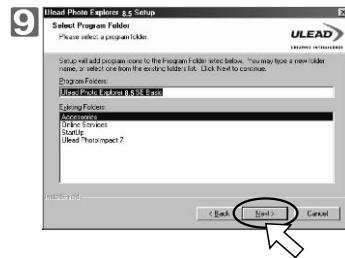 9
Ulead Photo Explorer 8.5 Setup
Select Program Folder
Please select a program folder.
ULEAD
CREATIVE INTELLIGENCE
Setup will add program icons to the Program Folder listed below. You may type a new folder
name, or select one from the existing folders list. Click Next to continue.
Program Folders:
Ulead Photo Explorer 8.5 SE Basic
Existing Folders:
Accessories
Online Services
StartUp
Ulead PhotoImpact 7
InstallShield
< Back
Next >
Cancel